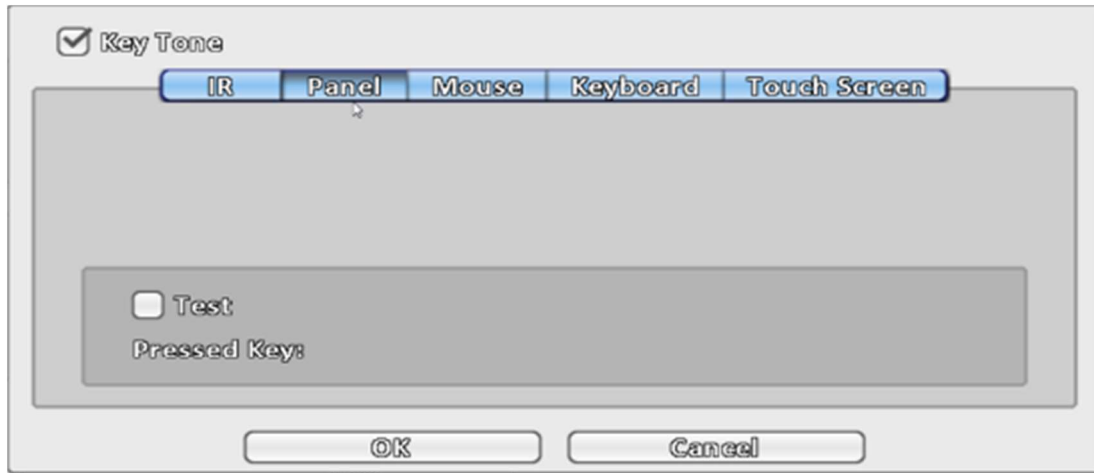 Key Tone
IR Panel Mouse Keyboard Touch Screen
Test
Pressed Key:
OK Cancel